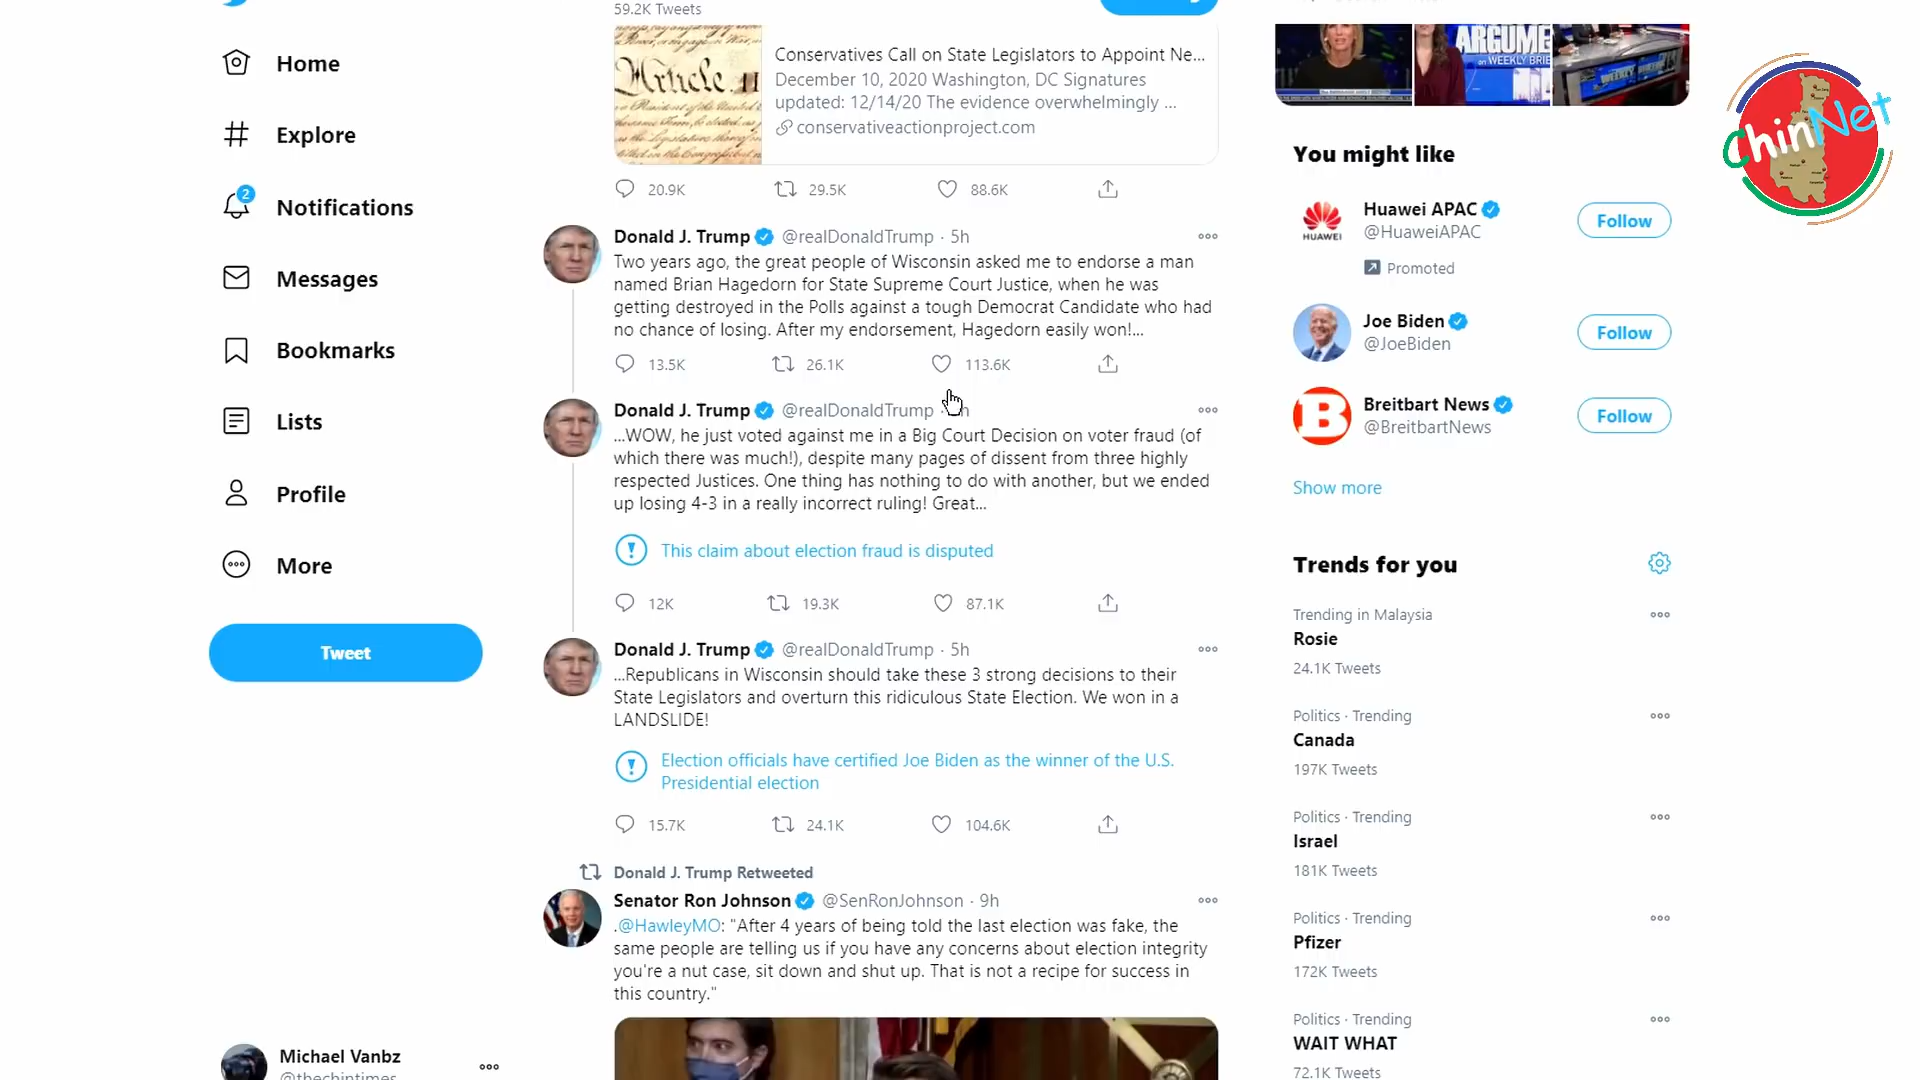 59.2K Tweets
Home
Explore
2
Notifications
Messages
Bookmarks
Lists
Profile
More
Tweet
Michael Vanbz
@thechintimes
Article. II
Conservatives Call on State Legislators to Appoint Ne...
December 10, 2020 Washington, DC Signatures
updated: 12/14/20 The evidence overwhelmingly ...
conservativeactionproject.com
20.9K 29.5K 88.6K
Donald J. Trump @realDonaldTrump · 5h
Two years ago, the great people of Wisconsin asked me to endorse a man
named Brian Hagedorn for State Supreme Court Justice, when he was
getting destroyed in the Polls against a tough Democrat Candidate who had
no chance of losing. After my endorsement, Hagedorn easily won!...
13.5K 26.1K 113.6K
Donald J. Trump @realDonaldTrump · h
...WOW, he just voted against me in a Big Court Decision on voter fraud (of
which there was much!), despite many pages of dissent from three highly
respected Justices. One thing has nothing to do with another, but we ended
up losing 4-3 in a really incorrect ruling! Great...
This claim about election fraud is disputed
12K 19.3K 87.1K
Donald J. Trump @realDonaldTrump · 5h
...Republicans in Wisconsin should take these 3 strong decisions to their
State Legislators and overturn this ridiculous State Election. We won in a
LANDSLIDE!
Election officials have certified Joe Biden as the winner of the U.S.
Presidential election
15.7K 24.1K 104.6K
Donald J. Trump Retweeted
Senator Ron Johnson @SenRonJohnson · 9h
.@HawleyMO: "After 4 years of being told the last election was fake, the
same people are telling us if you have any concerns about election integrity
you're a nut case, sit down and shut up. That is not a recipe for success in
this country."
ARGUME
on WEEKLY BRIE
ChinNet
You might like
Huawei APAC
@HuaweiAPAC
Follow
HUAWEI
Promoted
Joe Biden
@JoeBiden
Follow
B
Breitbart News
@BreitbartNews
Follow
Show more
Trends for you
Trending in Malaysia
Rosie
24.1K Tweets
Politics · Trending
Canada
197K Tweets
Politics · Trending
Israel
181K Tweets
Politics · Trending
Pfizer
172K Tweets
Politics · Trending
WAIT WHAT
72.1K Tweets